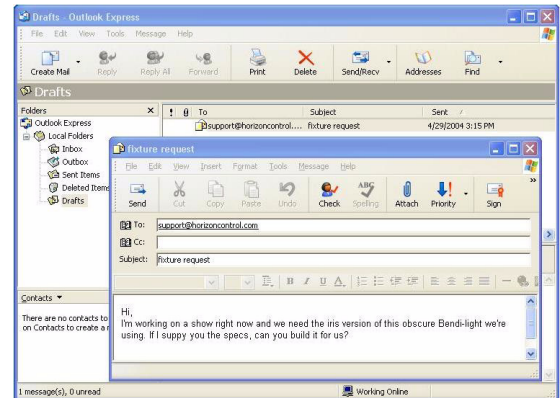 Drafts - Outlook Express
File Edit View Tools Message Help
Create Mail Reply Reply All Forward Print Delete Send/Recv Addresses Find
Drafts
Folders
! To Subject Sent
Outlook Express
support@horizoncontrol.... fixture request 4/29/2004 3:15 PM
Local Folders
Inbox
Outbox
Sent Items
Deleted Items
Drafts
fixture request
File Edit View Insert Format Tools Message Help
Send Cut Copy Paste Undo Check Spelling Attach Priority Sign
To: support@horizoncontrol.com
Cc:
Subject: fixture request
B I U A
Hi,
I'm working on a show right now and we need the iris version of this obscure Bendi-light we're
using. If I suppy you the specs, can you build it for us?
Contacts
There are no contacts to
on Contacts to create a
1 message(s), 0 unread
Working Online